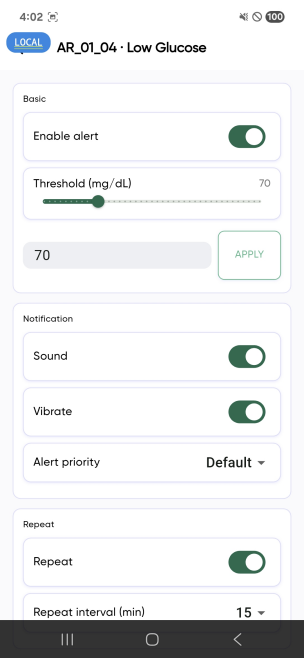 4:02
100
LOCAL
AR_01_04 · Low Glucose
Basic
Enable alert
Threshold (mg/dL) 70
70 APPLY
Notification
Sound
Vibrate
Alert priority Default
Repeat
Repeat
Repeat interval (min) 15